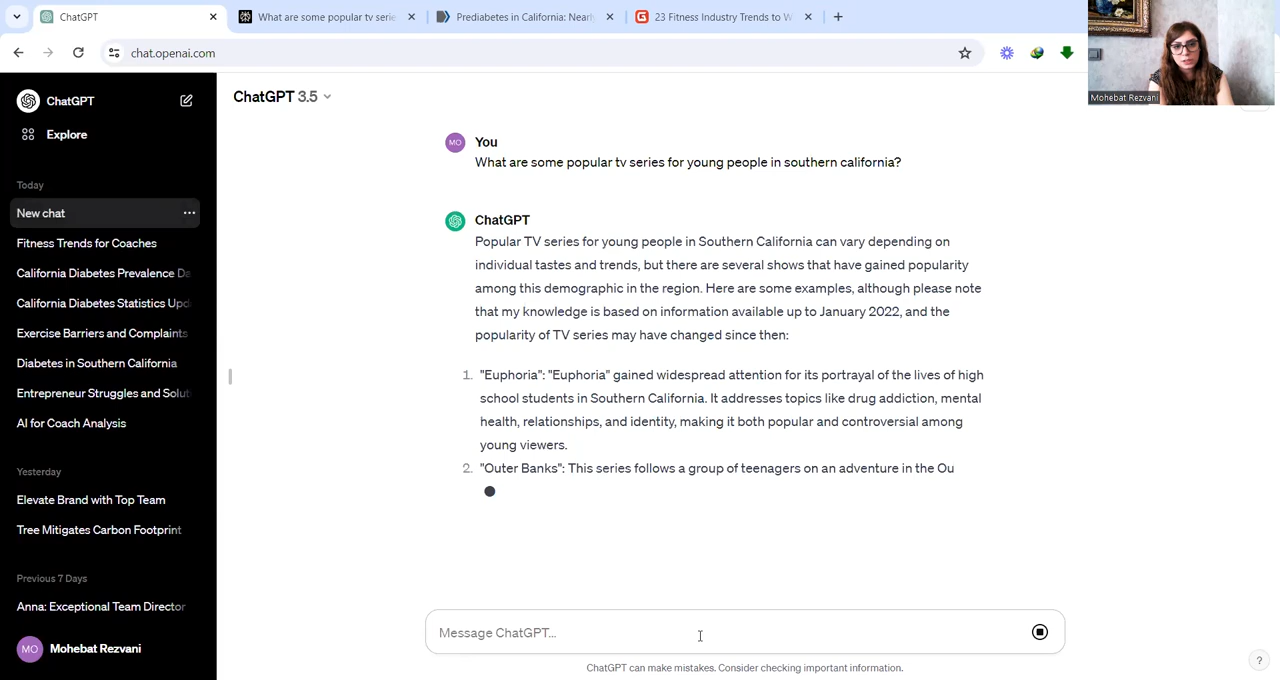 ChatGPT
What are some popular tv serie
Prediabetes in California: Nearl
23 Fitness Industry Trends to W
chat.openai.com
Mohebat Rezvani
ChatGPT
Explore
Today
New chat
Fitness Trends for Coaches
California Diabetes Prevalence Da
California Diabetes Statistics Upd
Exercise Barriers and Complaints
Diabetes in Southern California
Entrepreneur Struggles and Solut
AI for Coach Analysis
Yesterday
Elevate Brand with Top Team
Tree Mitigates Carbon Footprint
Previous 7 Days
Anna: Exceptional Team Director
MO
Mohebat Rezvani
ChatGPT 3.5
MO
You
What are some popular tv series for young people in southern california?
ChatGPT
Popular TV series for young people in Southern California can vary depending on
individual tastes and trends, but there are several shows that have gained popularity
among this demographic in the region. Here are some examples, although please note
that my knowledge is based on information available up to January 2022, and the
popularity of TV series may have changed since then:
1. "Euphoria": "Euphoria" gained widespread attention for its portrayal of the lives of high
school students in Southern California. It addresses topics like drug addiction, mental
health, relationships, and identity, making it both popular and controversial among
young viewers.
2. "Outer Banks": This series follows a group of teenagers on an adventure in the Ou
Message ChatGPT...
ChatGPT can make mistakes. Consider checking important information.
?